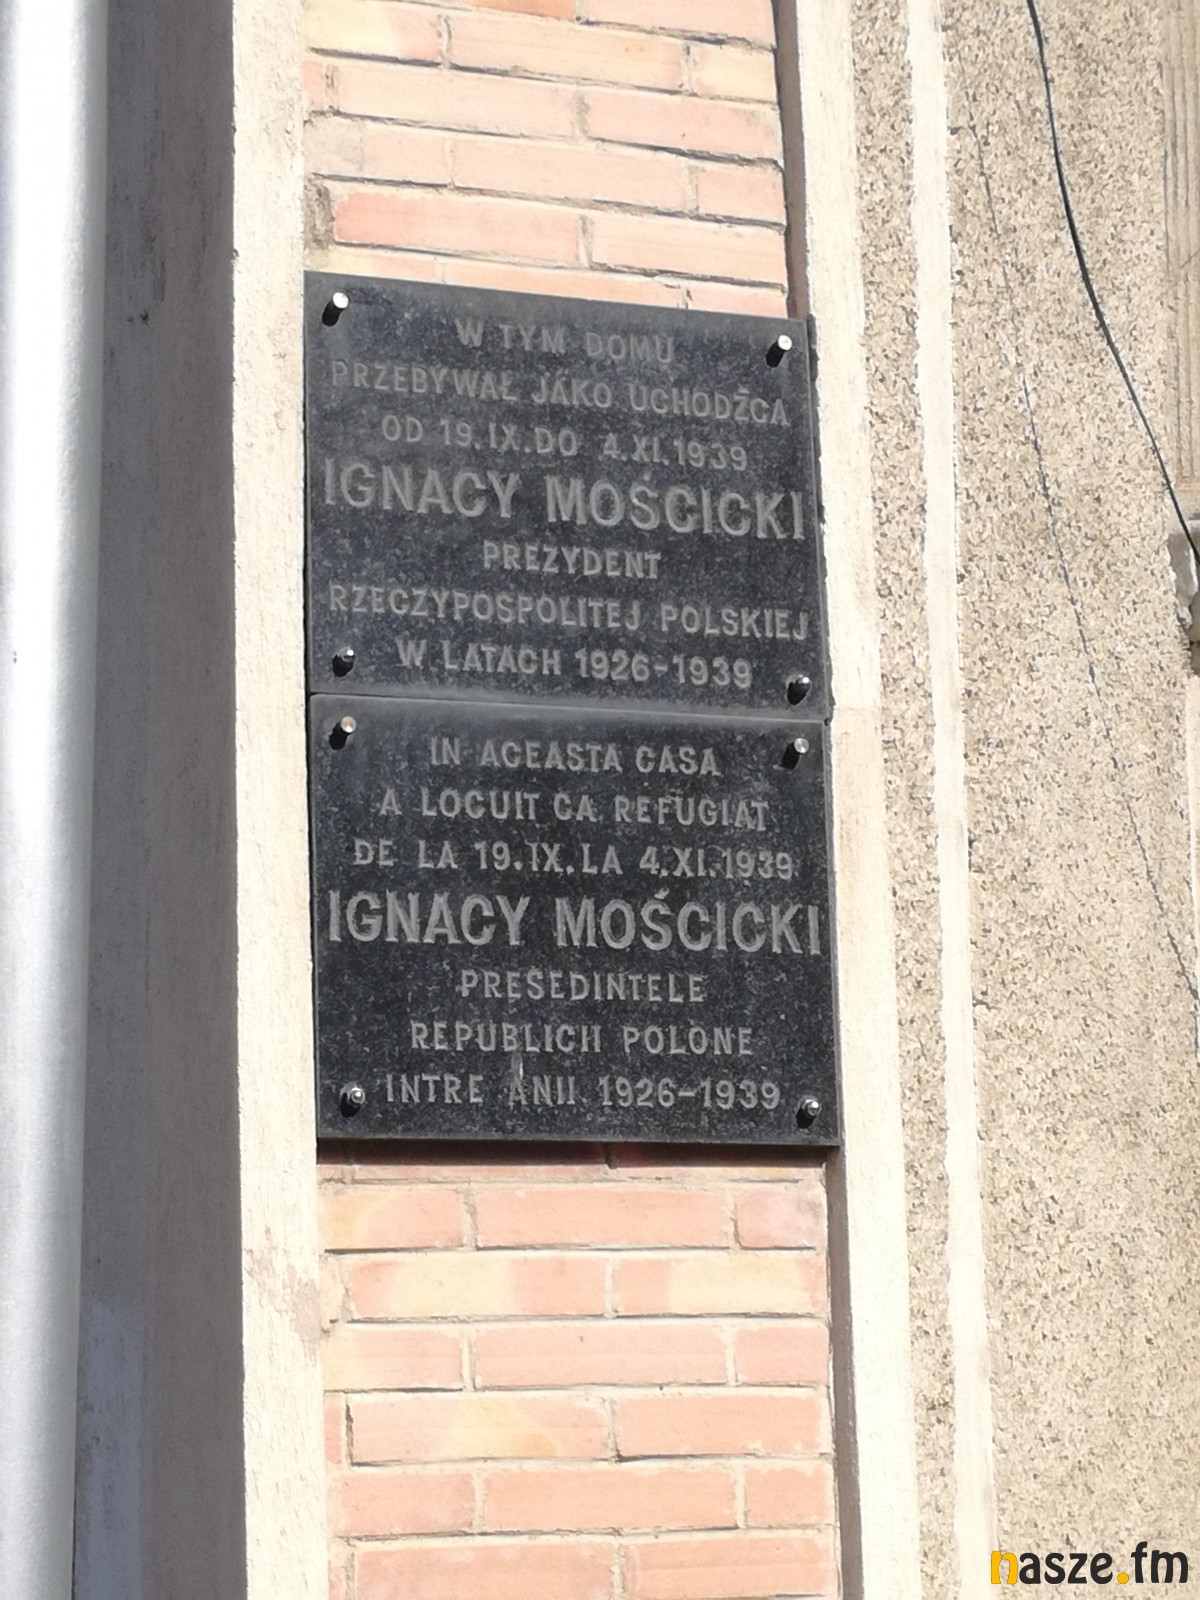 W TYM DOMU
PRZEBYWAŁ JAKO UCHODŹCA
OD 19.IX.DO 4.XI.1939
IGNACY MOŚCICKI
PREZYDENT
RZECZYPOSPOLITEJ POLSKIEJ
W LATACH 1926-1939
IN ACEASTA CASA
A LOCUIT CA REFUGIAT
DE LA 19.IX.LA 4.XI.1939
IGNACY MOŚCICKI
PRESEDINTELE
REPUBLICII POLONE
INTRE ANII 1926-1939
nasze.fm